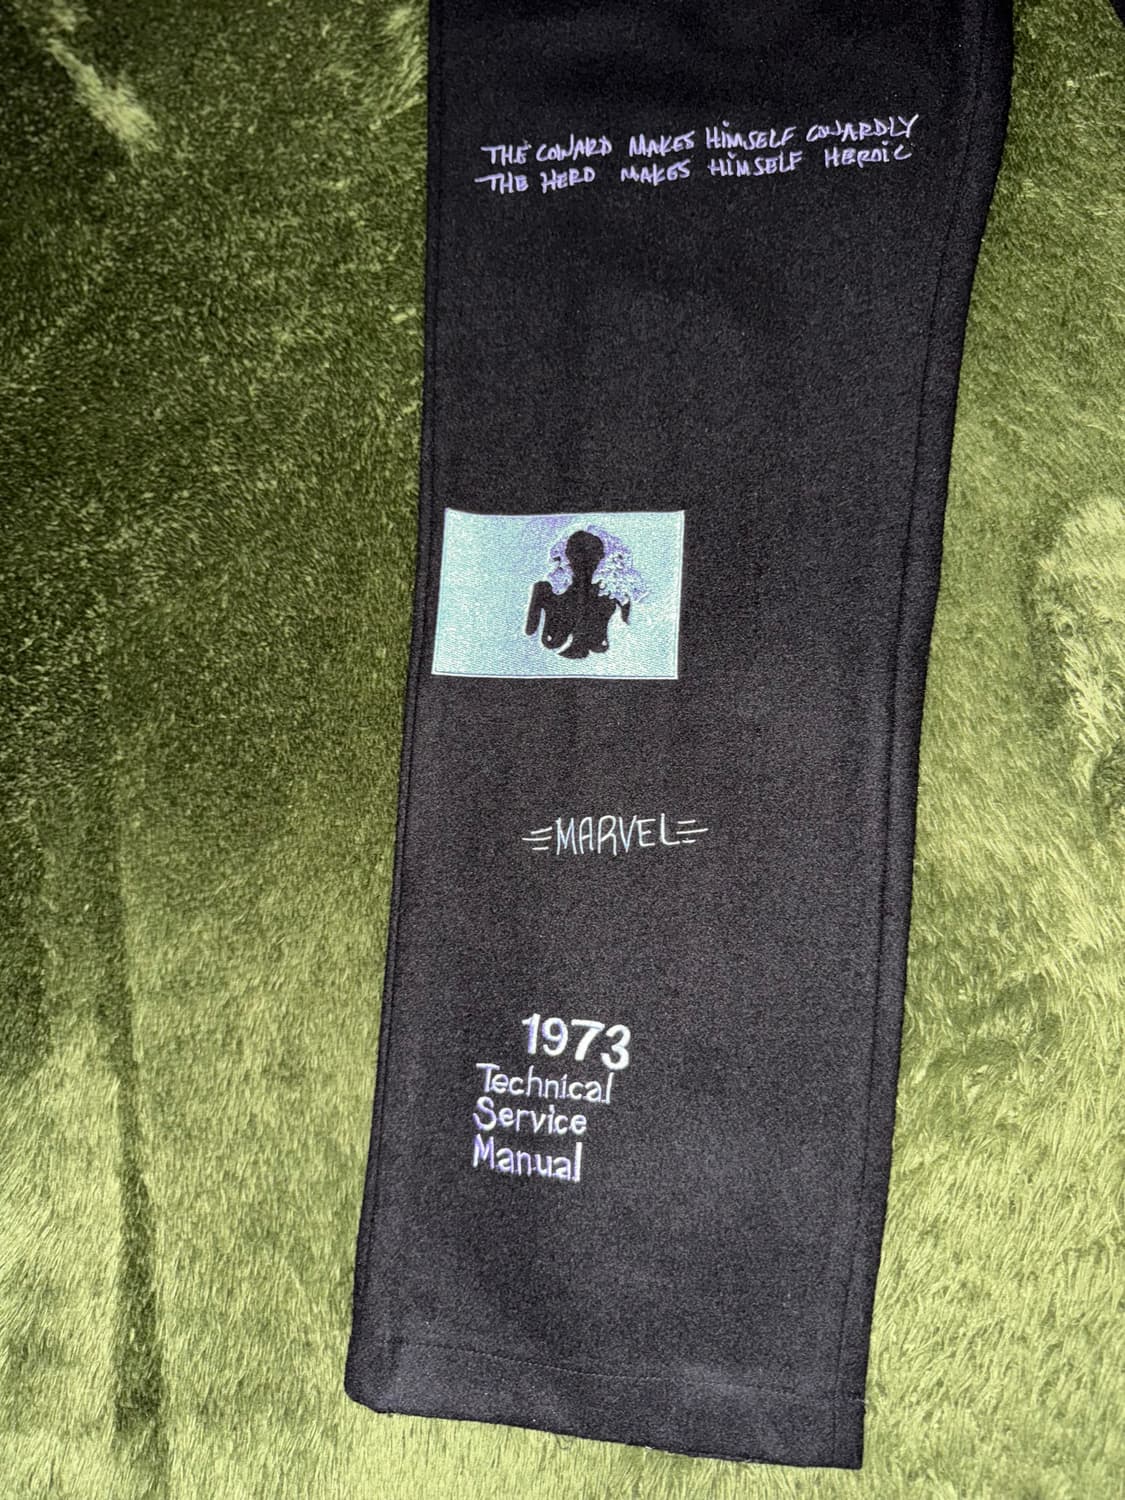 THE COWARD MAKES HIMSELF COWARDLY
THE HERO MAKES HIMSELF HEROIC
MARVEL
1973
Technical
Service
Manual